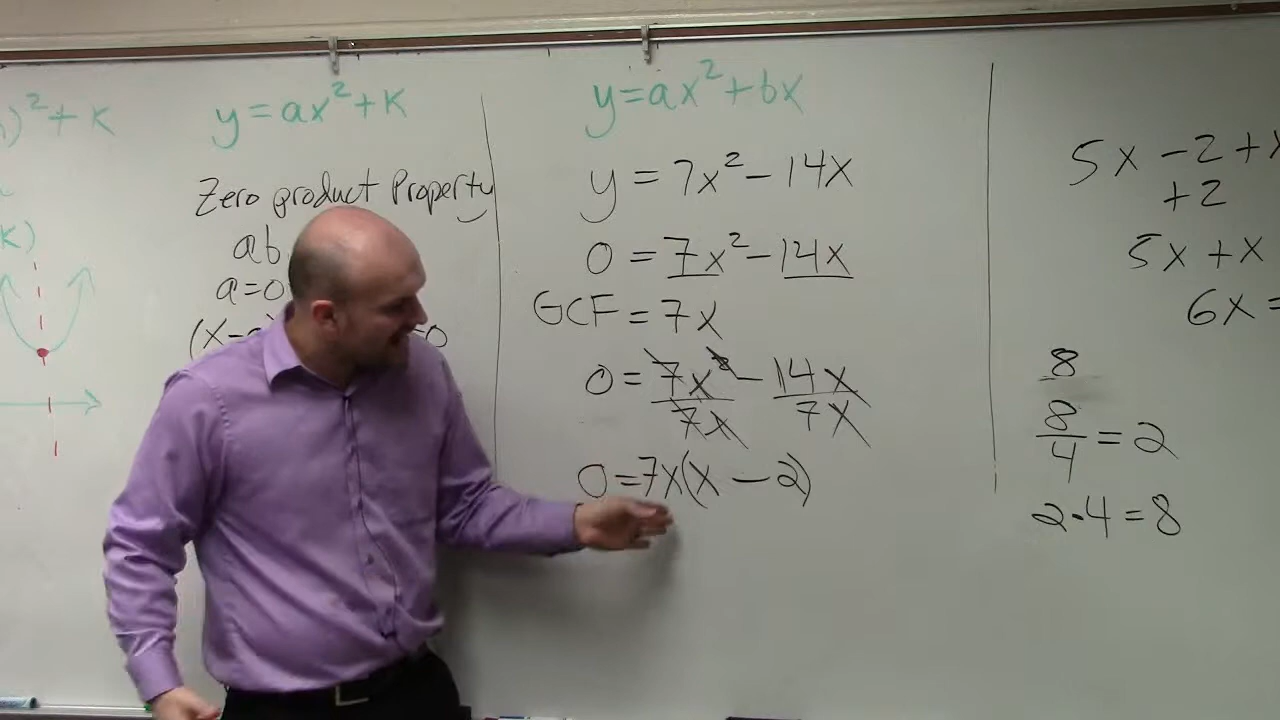 )² + K
K)
y = ax² + K
Zero product Property
ab
a = 0
(x - = 0
y = ax² + bx
y = 7x² - 14x
0 = 7x² - 14x
GCF = 7x
0 = 7x²/7x - 14x/7x
0 = 7x(x - 2)
5x - 2 + x
+2
5x + x
6x =
8
8/4 = 2
2 · 4 = 8